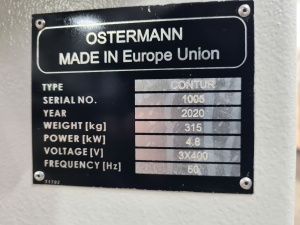 OSTERMANN
MADE IN Europe Union
TYPE CONTUR
SERIAL NO. 1005
YEAR 2020
WEIGHT [kg] 315
POWER [kW] 4.8
VOLTAGE [V] 3X400
FREQUENCY [Hz] 50